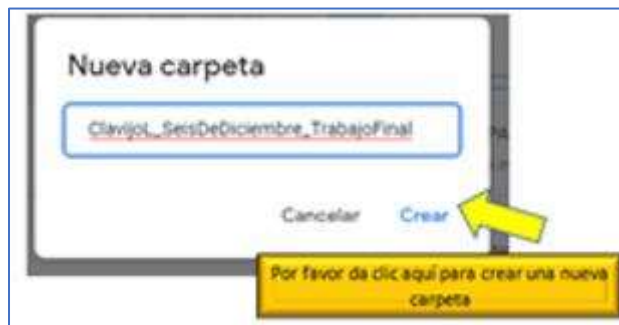 Nueva carpeta
ClavijoL_SeisDeDiciembre_TrabajoFinal
Cancelar Crear
Por favor da clic aquí para crear una nueva
carpeta